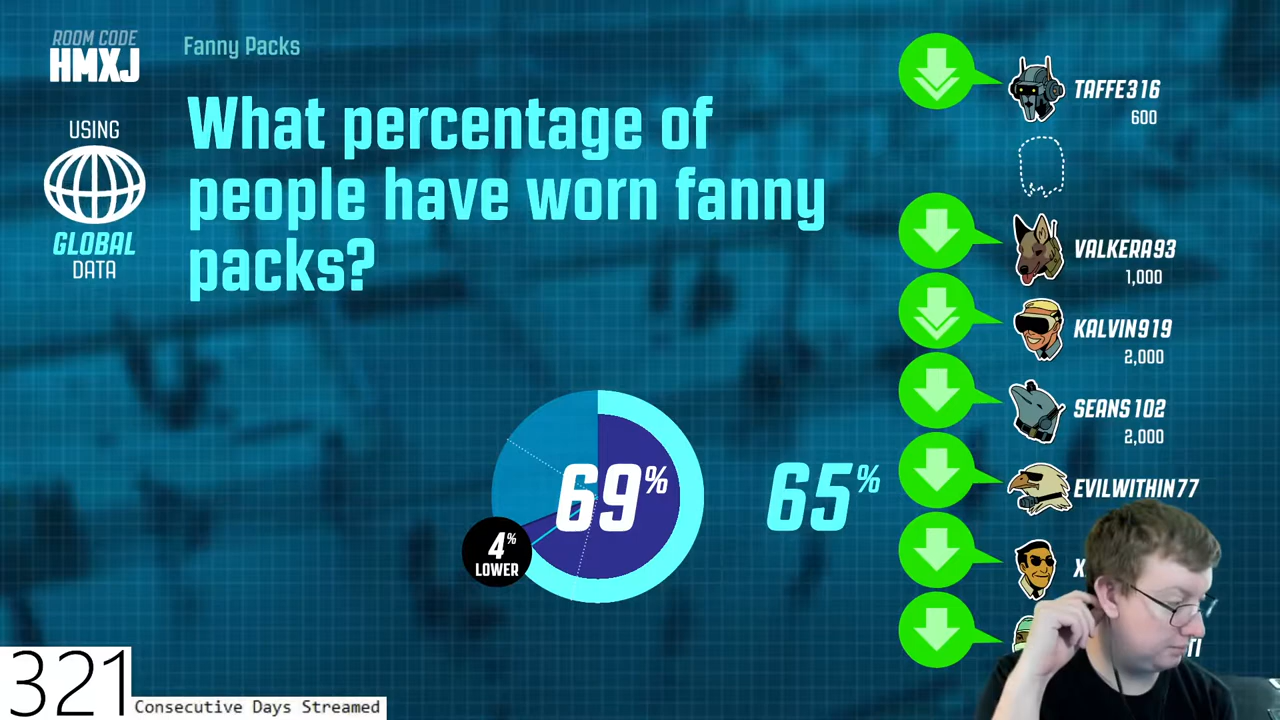 ROOM CODE
HMXJ
USING
GLOBAL
DATA
Fanny Packs
What percentage of
people have worn fanny
packs?
69%
65%
4%
LOWER
TAFFE316
600
VALKERA93
1,000
KALVIN919
2,000
SEANS102
2,000
EVILWITHIN77
321
Consecutive Days Streamed